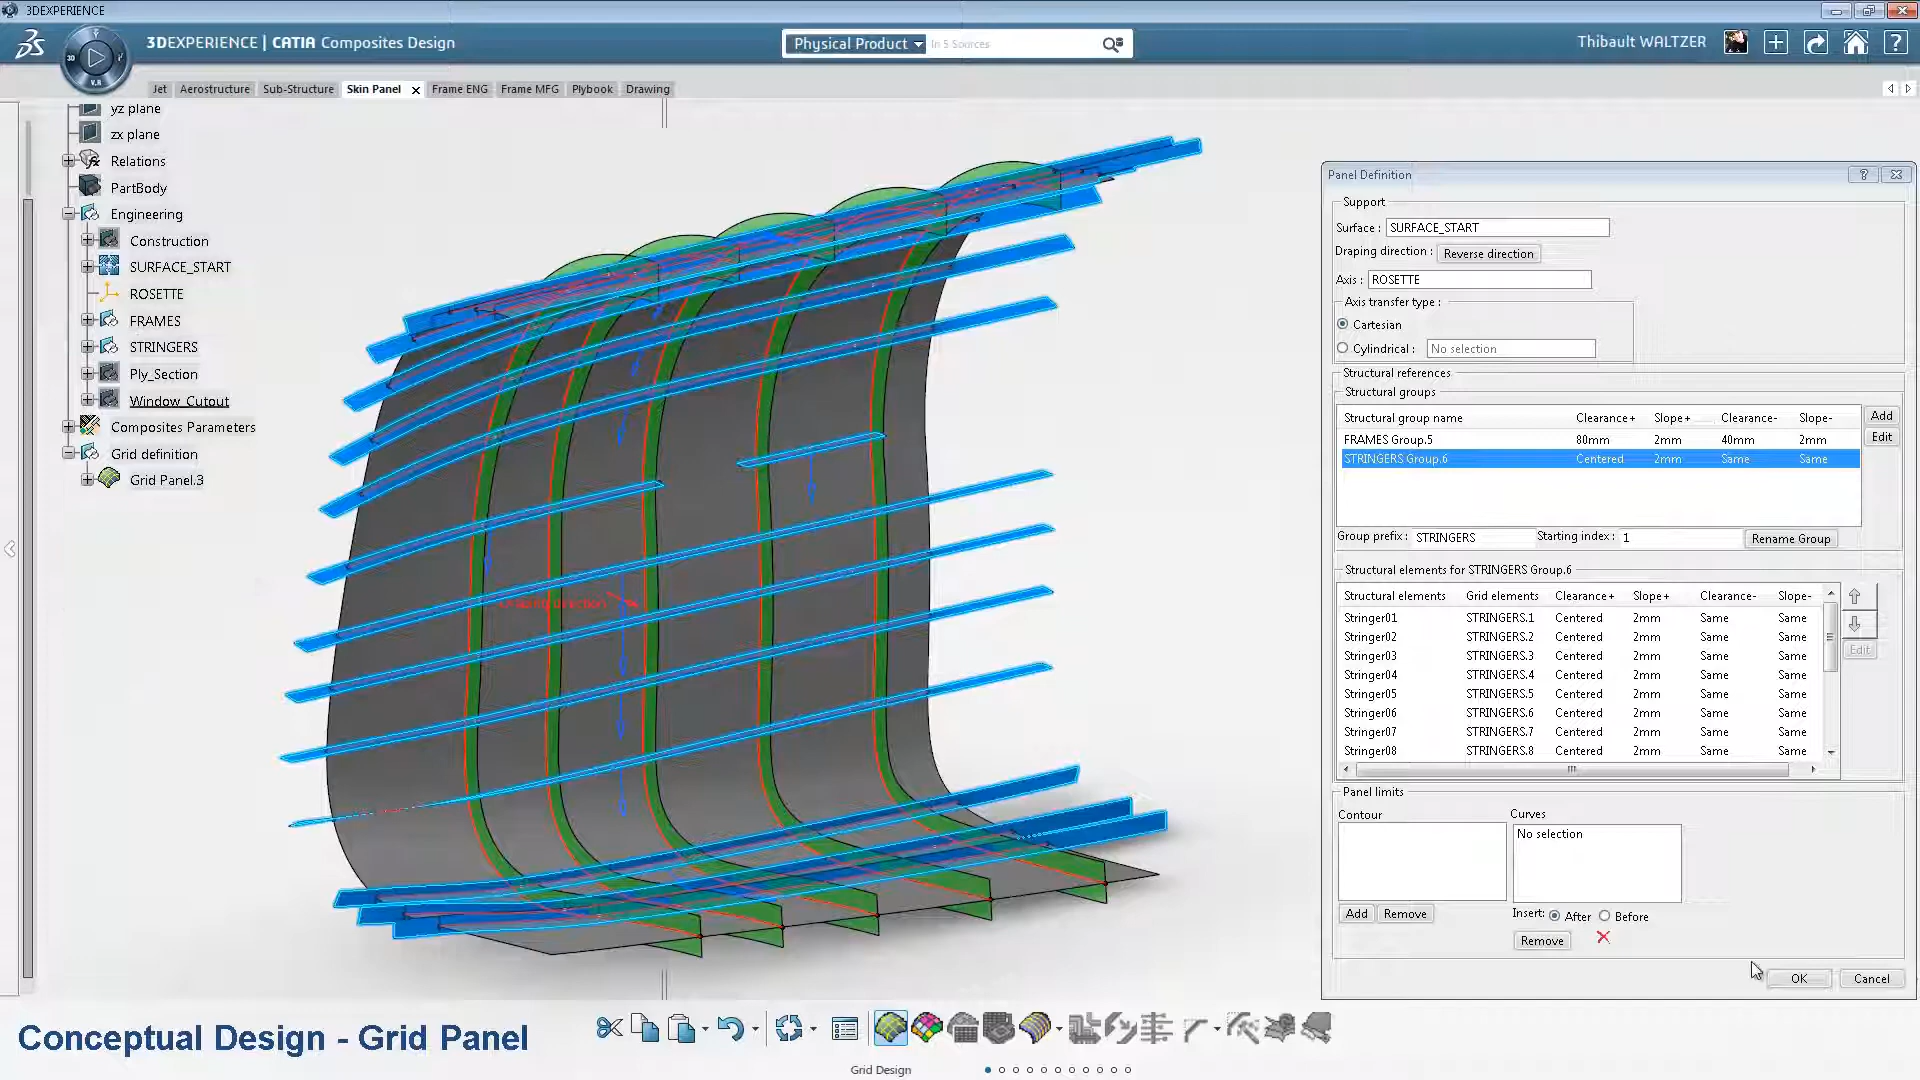 3DEXPERIENCE
3DEXPERIENCE | CATIA Composites Design
Physical Product
In 5 Sources
Thibault WALTZER
3D
V.R
Jet
Aerostructure
Sub-Structure
Skin Panel
Frame ENG
Frame MFG
Plybook
Drawing
yz plane
zx plane
Relations
PartBody
Engineering
Construction
SURFACE_START
ROSETTE
FRAMES
STRINGERS
Ply_Section
Window_Cutout
Composites Parameters
Grid definition
Grid Panel.3
Draping direction
Panel Definition
Support
Surface : SURFACE_START
Draping direction : Reverse direction
Axis : ROSETTE
Axis transfer type :
Cartesian
Cylindrical : No selection
Structural references
Structural groups
Structural group name Clearance+ Slope+ Clearance- Slope-
FRAMES Group.5 80mm 2mm 40mm 2mm
STRINGERS Group.6 Centered 2mm Same Same
Add
Edit
Group prefix : STRINGERS Starting index : 1 Rename Group
Structural elements for STRINGERS Group.6
Structural elements Grid elements Clearance+ Slope+ Clearance- Slope-
Stringer01 STRINGERS.1 Centered 2mm Same Same
Stringer02 STRINGERS.2 Centered 2mm Same Same
Stringer03 STRINGERS.3 Centered 2mm Same Same
Stringer04 STRINGERS.4 Centered 2mm Same Same
Stringer05 STRINGERS.5 Centered 2mm Same Same
Stringer06 STRINGERS.6 Centered 2mm Same Same
Stringer07 STRINGERS.7 Centered 2mm Same Same
Stringer08 STRINGERS.8 Centered 2mm Same Same
Edit
Panel limits
Contour
Curves
No selection
Add Remove
Insert: After Before
Remove
OK Cancel
Conceptual Design - Grid Panel
Grid Design